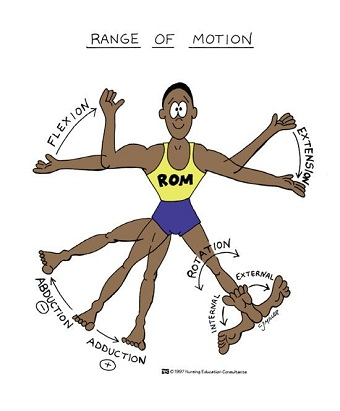 RANGE OF MOTION
FLEXION
EXTENSION
ROM
ROTATION
EXTERNAL
INTERNAL
ABDUCTION
−
ADDUCTION
+
© 1997 Nursing Education Consultants